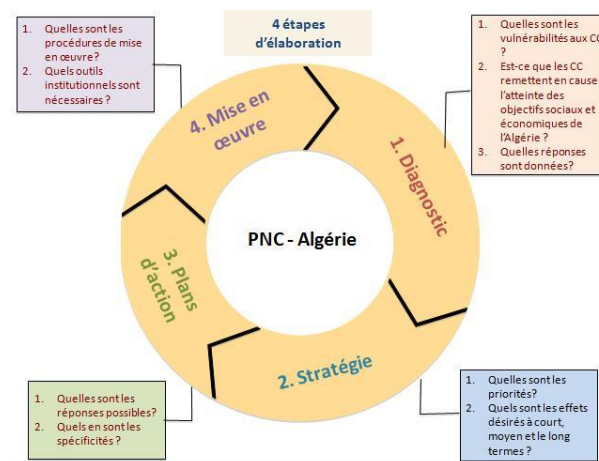 4 étapes
d'élaboration
1. Quelles sont les
vulnérabilités aux CC
?
2. Est-ce que les CC
remettent en cause
l'atteinte des
objectifs sociaux et
économiques de
l'Algérie ?
3. Quelles réponses
sont données?
1. Diagnostic
1. Quelles sont les
priorités?
2. Quels sont les effets
désirés à court,
moyen et le long
termes ?
2. Stratégie
1. Quelles sont les
réponses possibles?
2. Quels en sont les
spécificités ?
3. Plans
d'action
1. Quelles sont les
procédures de mise
en œuvre?
2. Quels outils
institutionnels sont
nécessaires ?
4. Mise en
œuvre
PNC - Algérie